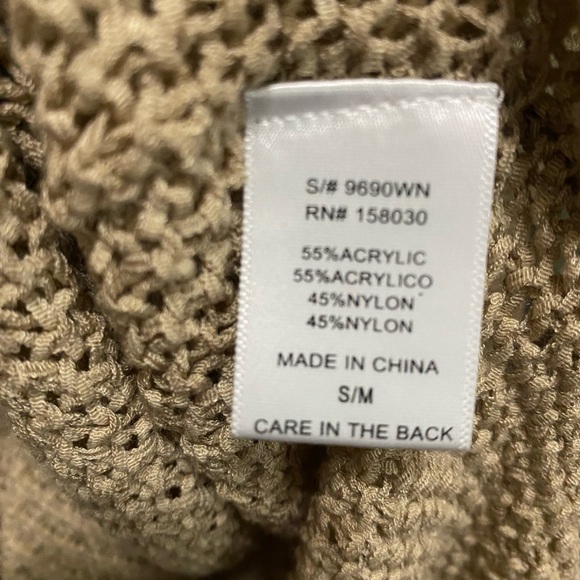 S/# 9690WN
RN# 158030
55%ACRYLIC
55%ACRYLICO
45%NYLON
45%NYLON
MADE IN CHINA
S/M
CARE IN THE BACK